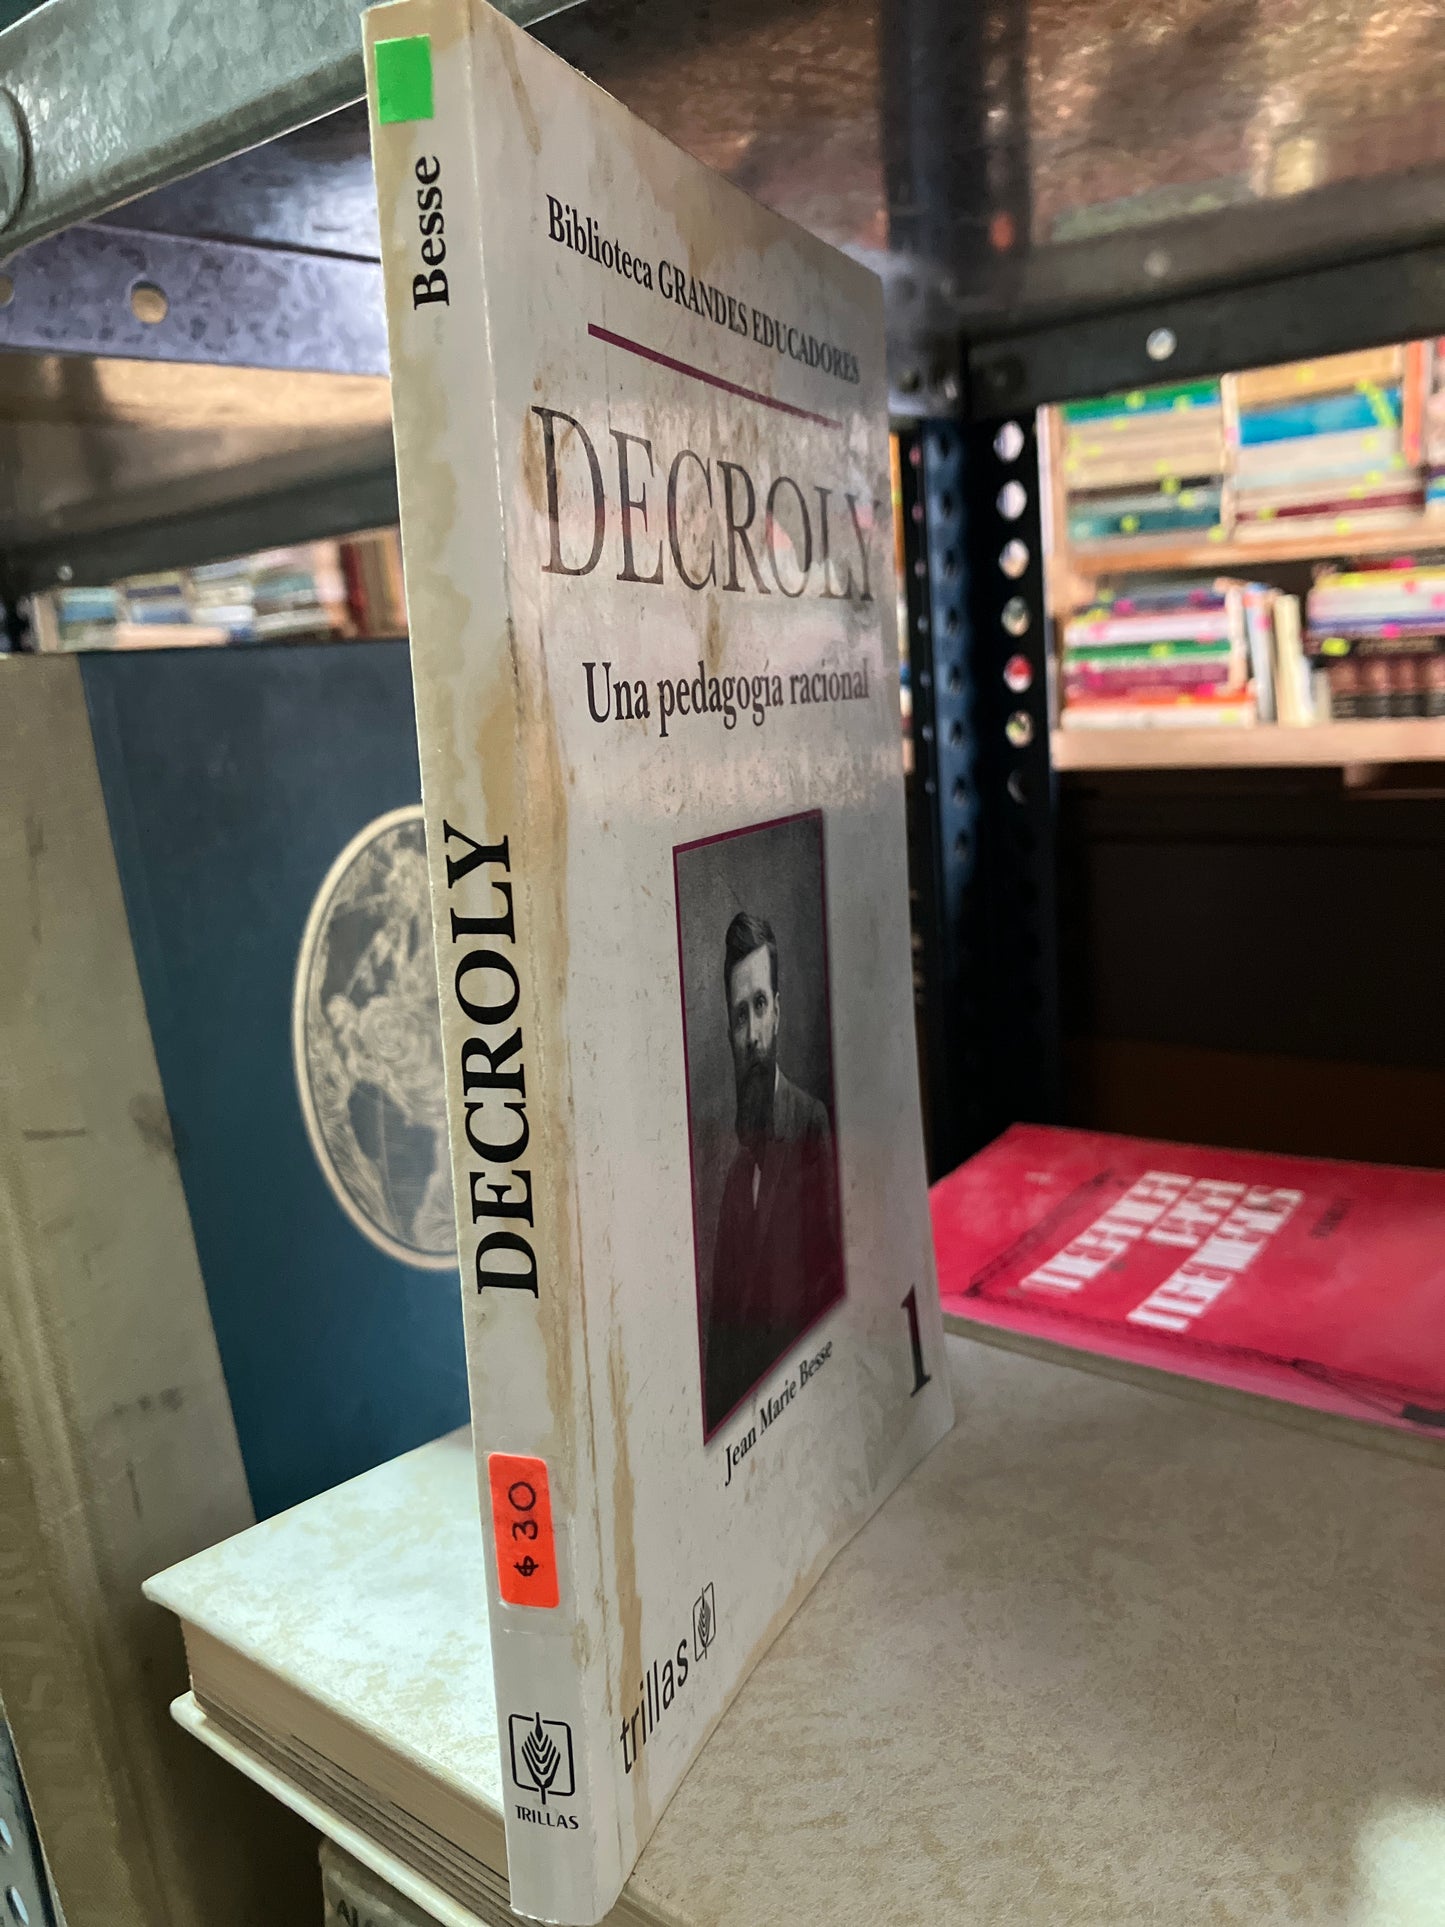 Besse
DECROLY
$30
TRILLAS
Biblioteca GRANDES EDUCADORES
DECROLY
Una pedagogía racional
Jean Marie Besse
1
trillas